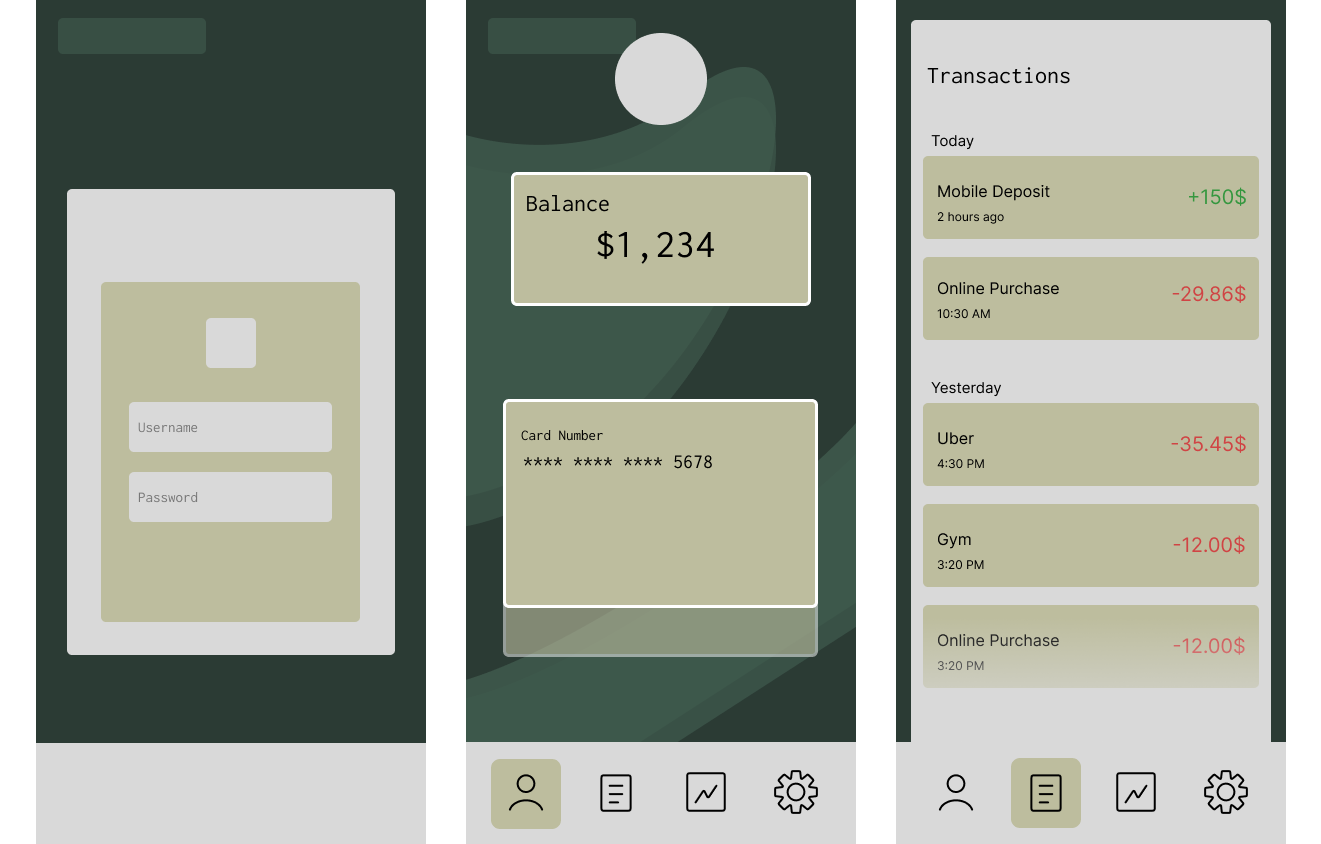 Username
Password
Balance
$1,234
Card Number
**** **** **** 5678
Transactions
Today
Mobile Deposit
+150$
2 hours ago
Online Purchase
-29.86$
10:30 AM
Yesterday
Uber
-35.45$
4:30 PM
Gym
-12.00$
3:20 PM
Online Purchase
-12.00$
3:20 PM